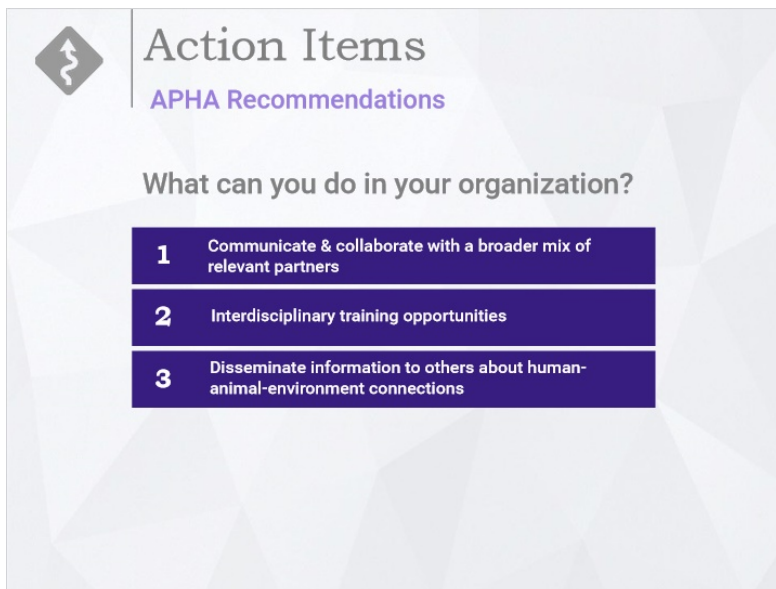 Action Items
APHA Recommendations
What can you do in your organization?
1 Communicate & collaborate with a broader mix of
relevant partners
2 Interdisciplinary training opportunities
3 Disseminate information to others about human-
animal-environment connections